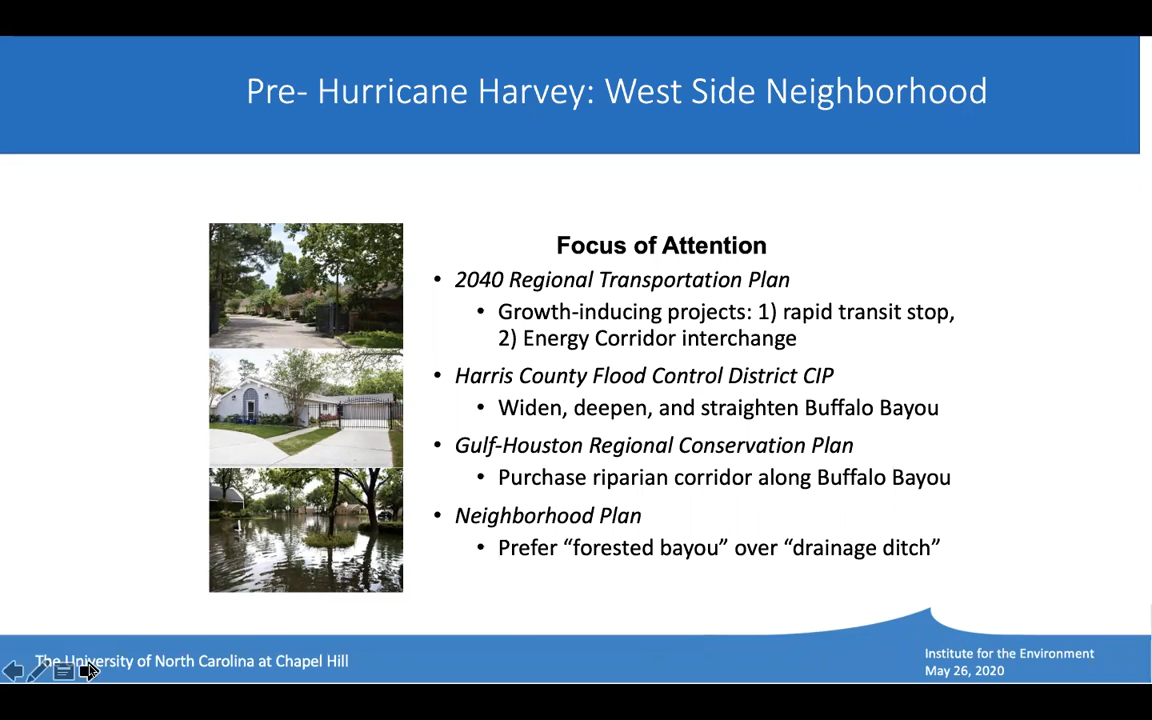 Pre- Hurricane Harvey: West Side Neighborhood
Focus of Attention
• 2040 Regional Transportation Plan
• Growth-inducing projects: 1) rapid transit stop,
2) Energy Corridor interchange
• Harris County Flood Control District CIP
• Widen, deepen, and straighten Buffalo Bayou
• Gulf-Houston Regional Conservation Plan
• Purchase riparian corridor along Buffalo Bayou
• Neighborhood Plan
• Prefer “forested bayou” over “drainage ditch”
The University of North Carolina at Chapel Hill
Institute for the Environment
May 26, 2020